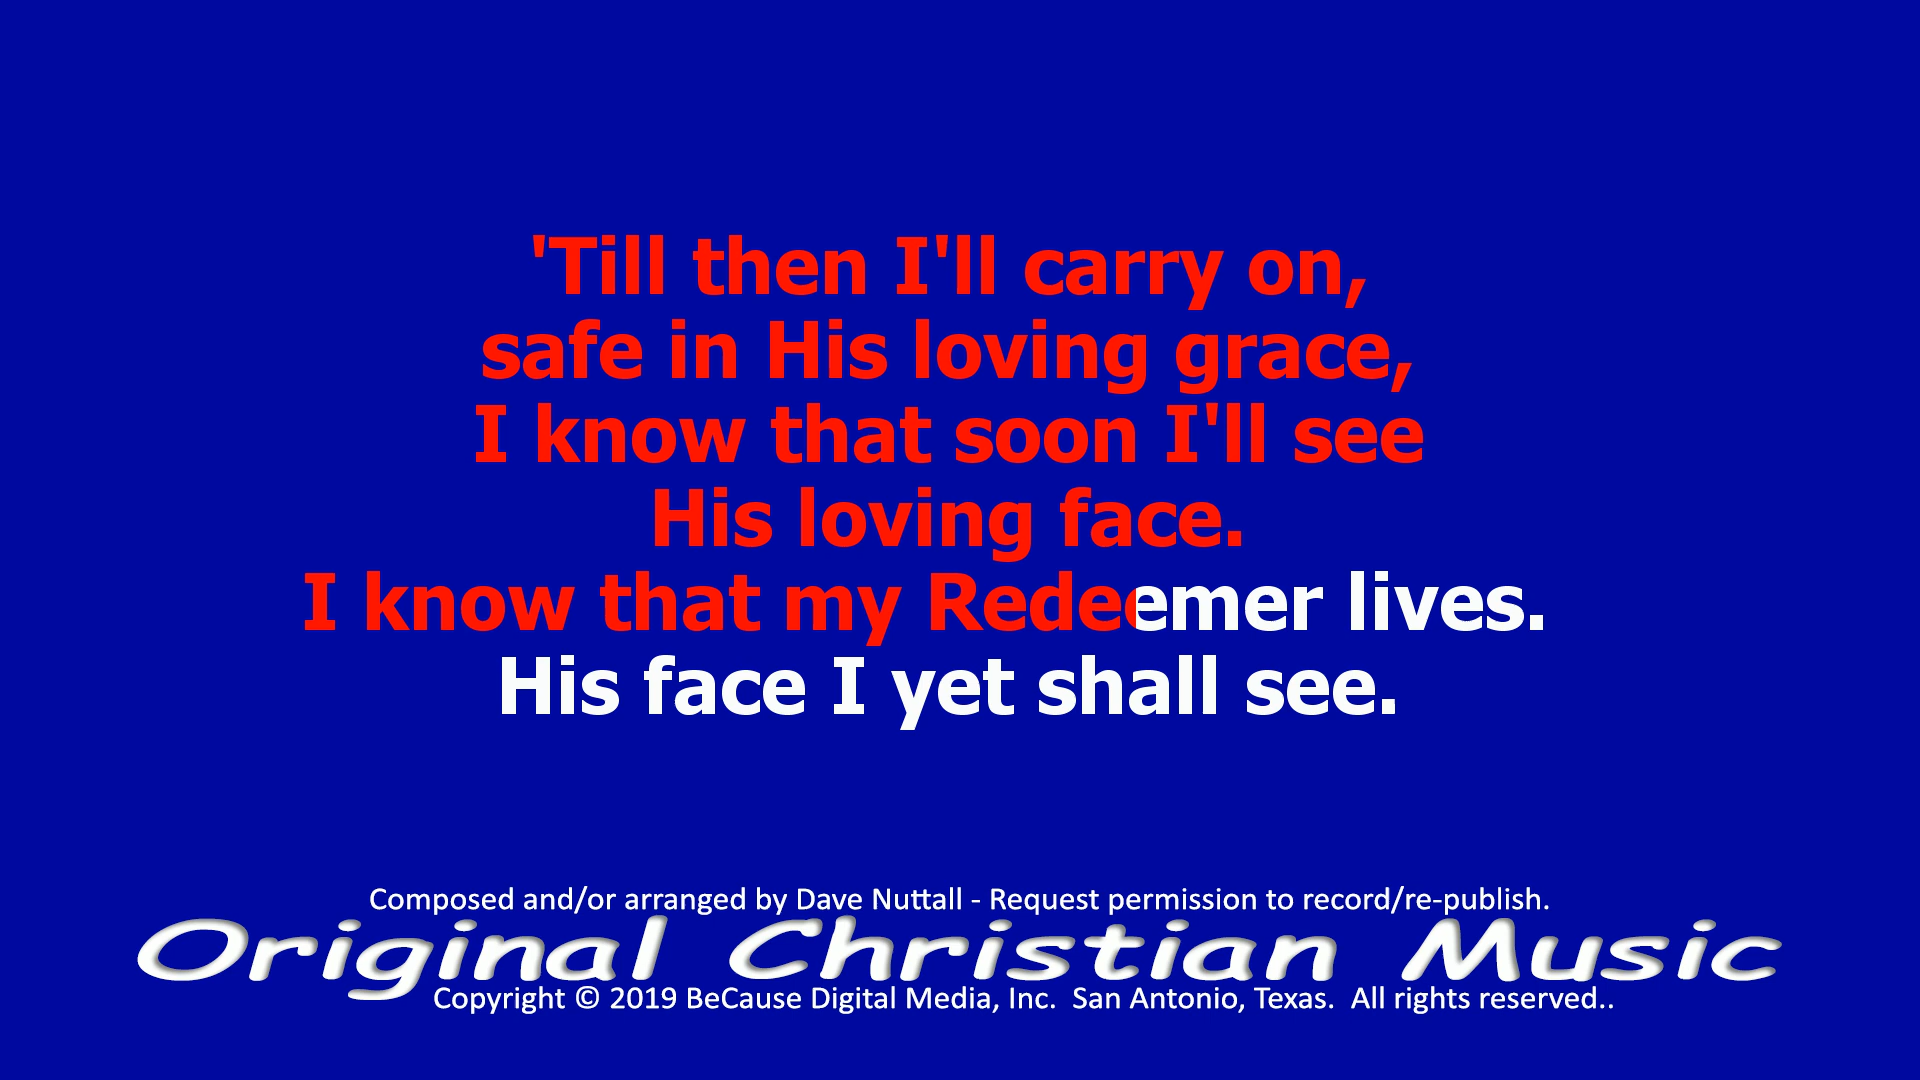 'Till then I'll carry on,
safe in His loving grace,
I know that soon I'll see
His loving face.
I know that my Redeemer lives.
His face I yet shall see.
Composed and/or arranged by Dave Nuttall - Request permission to record/re-publish.
Original Christian Music
Copyright © 2019 BeCause Digital Media, Inc.  San Antonio, Texas.  All rights reserved..